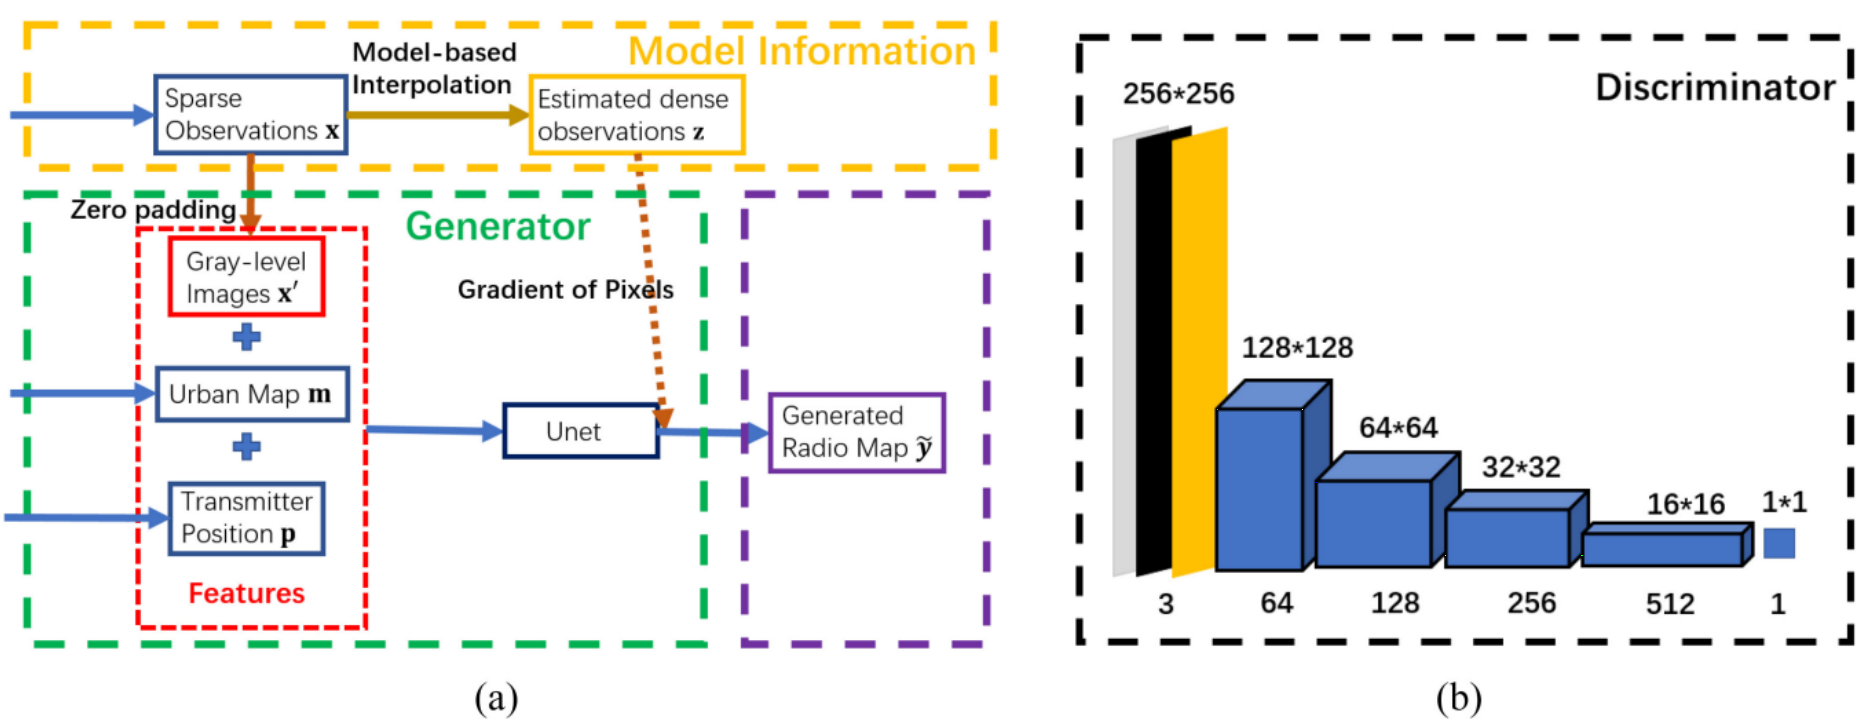 Model Information
Model-based
Interpolation
Sparse
Observations x
Estimated dense
observations z
Zero padding
Generator
Gray-level
Images x′
Gradient of Pixels
Urban Map m
Unet
Generated
Radio Map ỹ
Transmitter
Position p
Features
(a)
Discriminator
256*256
128*128
64*64
32*32
16*16
1*1
3
64
128
256
512
1
(b)